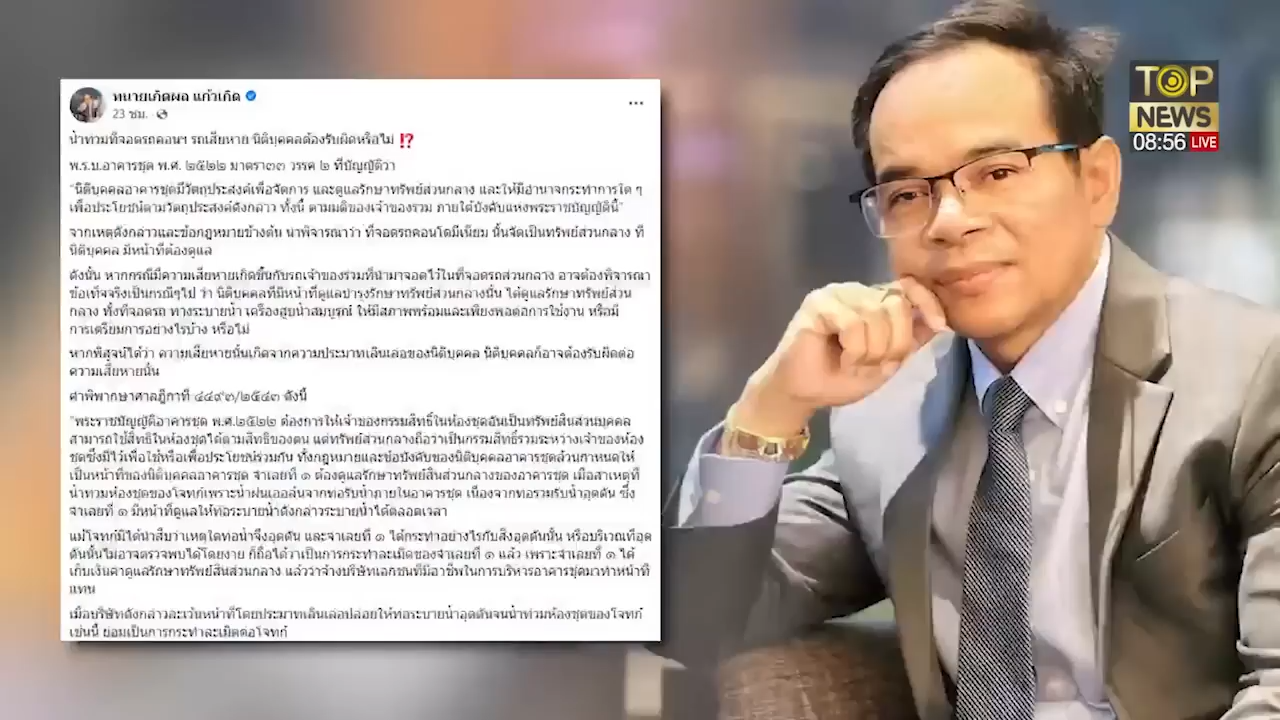 ทนายเกิดผล แก้วเกิด
23 ชม. ·
น้ำท่วมที่จอดรถคอนฯ รถเสียหาย นิติบุคคลต้องรับผิดหรือไม่ ⁉️
พ.ร.บ.อาคารชุด พ.ศ. ๒๕๒๒ มาตรา๓๓ วรรค ๒ ที่บัญญัติว่า
"นิติบุคคลอาคารชุดมีวัตถุประสงค์เพื่อจัดการ และดูแลรักษาทรัพย์ส่วนกลาง และให้มีอำนาจกระทำการใด ๆ
เพื่อประโยชน์ตามวัตถุประสงค์ดังกล่าว ทั้งนี้ ตามมติของเจ้าของร่วม ภายใต้บังคับแห่งพระราชบัญญัตินี้"
จากเหตุดังกล่าวและข้อกฎหมายข้างต้น น่าพิจารณาว่า ที่จอดรถคอนโดมีเนียม นั้นจัดเป็นทรัพย์ส่วนกลาง ที่
นิติบุคคล มีหน้าที่ต้องดูแล
ดังนั้น หากกรณีมีความเสียหายเกิดขึ้นกับรถเจ้าของร่วมที่นำมาจอดไว้ในที่จอดรถส่วนกลาง อาจต้องพิจารณา
ข้อเท็จจริงเป็นกรณีๆไป ว่า นิติบุคคลที่มีหน้าที่ดูแลบำรุงรักษาทรัพย์ส่วนกลางนั้น ได้ดูแลรักษาทรัพย์ส่วน
กลาง ทั้งที่จอดรถ ทางระบายน้ำ เครื่องสูบน้ำสมบูรณ์ ให้มีสภาพพร้อมและเพียงพอต่อการใช้งาน หรือมี
การเตรียมการอย่างไรบ้าง หรือไม่
หากพิสูจน์ได้ว่า ความเสียหายนั้นเกิดจากความประมาทเลินเล่อของนิติบุคคล นิติบุคคลก็อาจต้องรับผิดต่อ
ความเสียหายนั้น
คำพิพากษาศาลฎีกาที่ ๔๔๙๓/๒๕๔๓ ดังนี้
"พระราชบัญญัติอาคารชุด พ.ศ.๒๕๒๒ ต้องการให้เจ้าของกรรมสิทธิ์ในห้องชุดอันเป็นทรัพย์สินส่วนบุคคล
สามารถใช้สิทธิในห้องชุดได้ตามสิทธิของตน แต่ทรัพย์ส่วนกลางถือว่าเป็นกรรมสิทธิ์รวมระหว่างเจ้าของห้อง
ชุดซึ่งมีไว้เพื่อใช้หรือเพื่อประโยชน์ร่วมกัน ทั้งกฎหมายและข้อบังคับของนิติบุคคลอาคารชุดล้วนกำหนดให้
เป็นหน้าที่ของนิติบุคคลอาคารชุด จำเลยที่ ๑ ต้องดูแลรักษาทรัพย์สินส่วนกลางของอาคารชุด เมื่อสาเหตุที่
น้ำท่วมห้องชุดของโจทก์เพราะน้ำฝนเอ่อล้นจากท่อรับน้ำภายในอาคารชุด เนื่องจากท่อรวมรับน้ำอุดตัน ซึ่ง
จำเลยที่ ๑ มีหน้าที่ดูแลให้ท่อระบายน้ำดังกล่าวระบายน้ำได้ตลอดเวลา
แม้โจทก์มิได้นำสืบว่าเหตุใดท่อน้ำจึงอุดตัน และจำเลยที่ ๑ ได้กระทำอย่างไรกับสิ่งอุดตันนั้น หรือบริเวณที่อุด
ตันนั้นไม่อาจตรวจพบได้โดยง่าย ก็ถือได้ว่าเป็นการกระทำละเมิดของจำเลยที่ ๑ แล้ว เพราะจำเลยที่ ๑ ได้
เก็บเงินค่าดูแลรักษาทรัพย์สินส่วนกลาง แล้วว่าจ้างบริษัทเอกชนที่มีอาชีพในการบริหารอาคารชุดมาทำหน้าที่
แทน
เมื่อบริษัทดังกล่าวละเว้นหน้าที่โดยประมาทเลินเล่อปล่อยให้ท่อระบายน้ำอุดตันจนน้ำท่วมห้องชุดของโจทก์
เช่นนี้ ย่อมเป็นการกระทำละเมิดต่อโจทก์
TOP
NEWS
08:56 LIVE